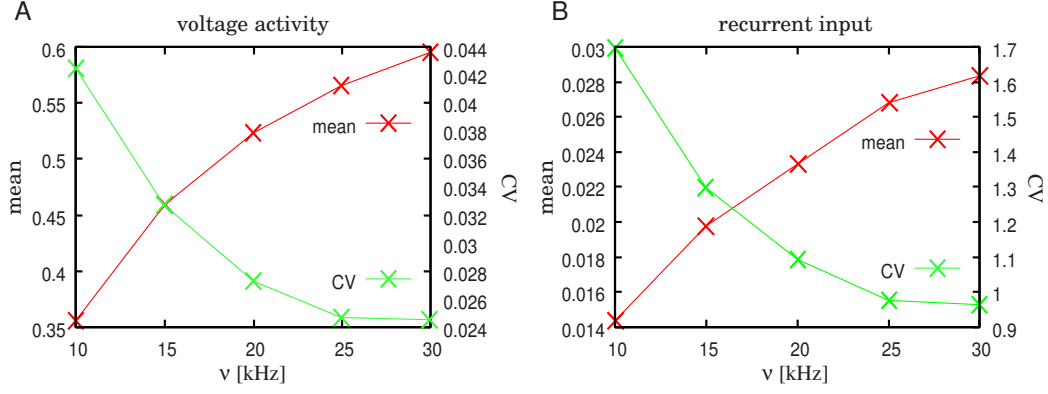 A
voltage activity
mean
0.6
0.55
0.5
0.45
0.4
0.35
0.044
0.042
0.04
0.038
0.036
0.034
0.032
0.03
0.028
0.026
0.024
CV
mean
CV
10 15 20 25 30
ν [kHz]
B
recurrent input
mean
0.03
0.028
0.026
0.024
0.022
0.02
0.018
0.016
0.014
1.7
1.6
1.5
1.4
1.3
1.2
1.1
1
0.9
CV
mean
CV
10 15 20 25 30
ν [kHz]